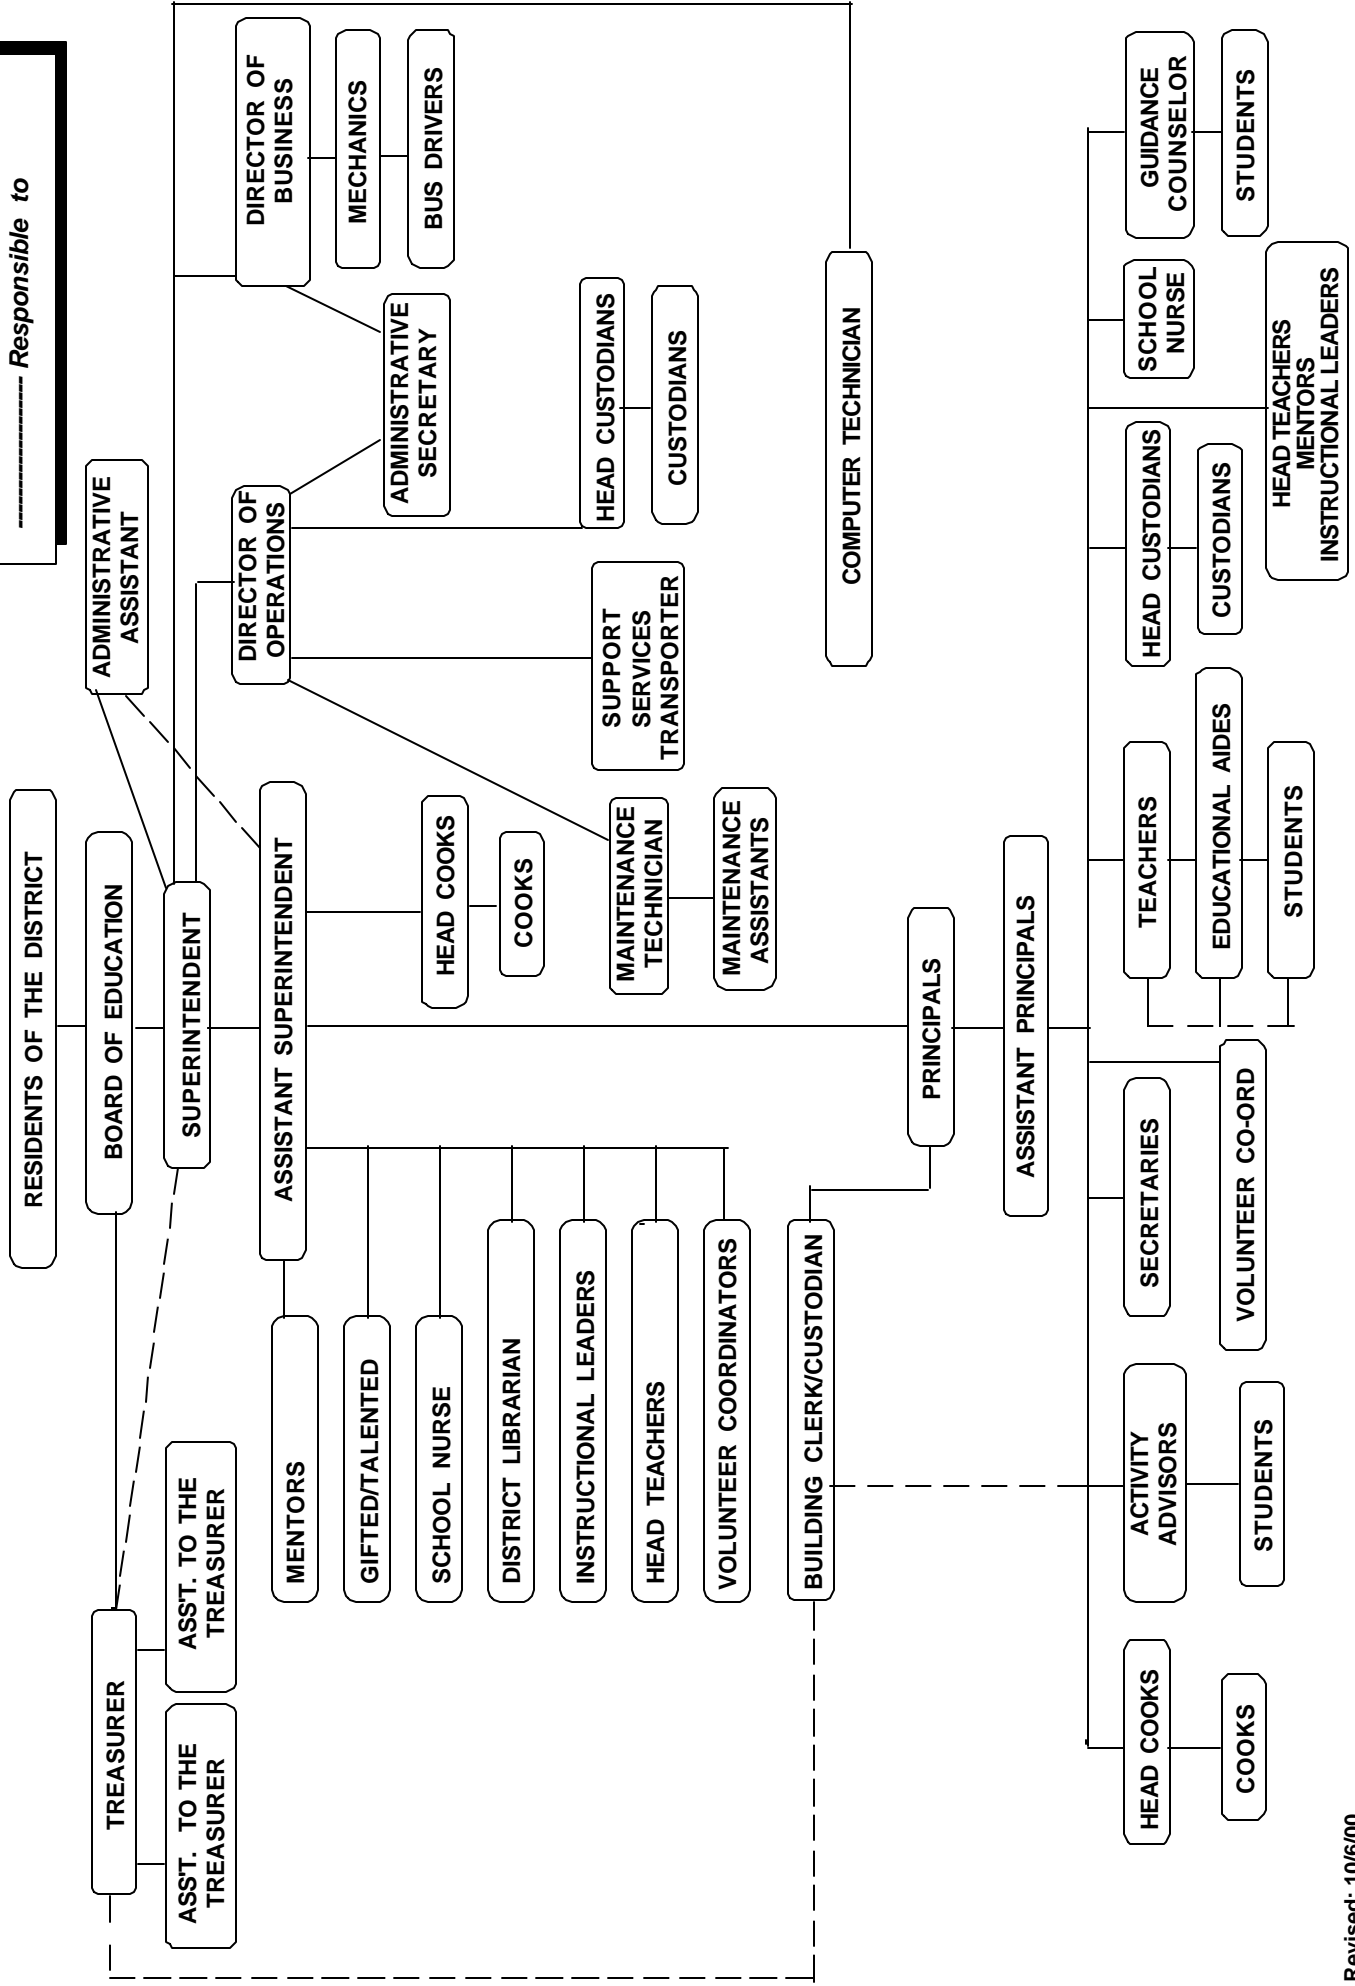 -------------------- Responsible to
RESIDENTS OF THE DISTRICT
BOARD OF EDUCATION
ADMINISTRATIVE
ASSISTANT
TREASURER
ASS'T. TO THE
TREASURER
ASS'T. TO THE
TREASURER
SUPERINTENDENT
ASSISTANT SUPERINTENDENT
DIRECTOR OF
OPERATIONS
DIRECTOR OF
BUSINESS
MECHANICS
BUS DRIVERS
ADMINISTRATIVE
SECRETARY
MENTORS
GIFTED/TALENTED
SCHOOL NURSE
DISTRICT LIBRARIAN
INSTRUCTIONAL LEADERS
HEAD TEACHERS
VOLUNTEER COORDINATORS
BUILDING CLERK/CUSTODIAN
HEAD COOKS
COOKS
MAINTENANCE
TECHNICIAN
MAINTENANCE
ASSISTANTS
SUPPORT
SERVICES
TRANSPORTER
HEAD CUSTODIANS
CUSTODIANS
COMPUTER TECHNICIAN
PRINCIPALS
ASSISTANT PRINCIPALS
HEAD COOKS
COOKS
ACTIVITY
ADVISORS
STUDENTS
SECRETARIES
VOLUNTEER CO-ORD
TEACHERS
EDUCATIONAL AIDES
STUDENTS
HEAD CUSTODIANS
CUSTODIANS
HEAD TEACHERS
MENTORS
INSTRUCTIONAL LEADERS
SCHOOL
NURSE
GUIDANCE
COUNSELOR
STUDENTS
Revised: 10/6/00